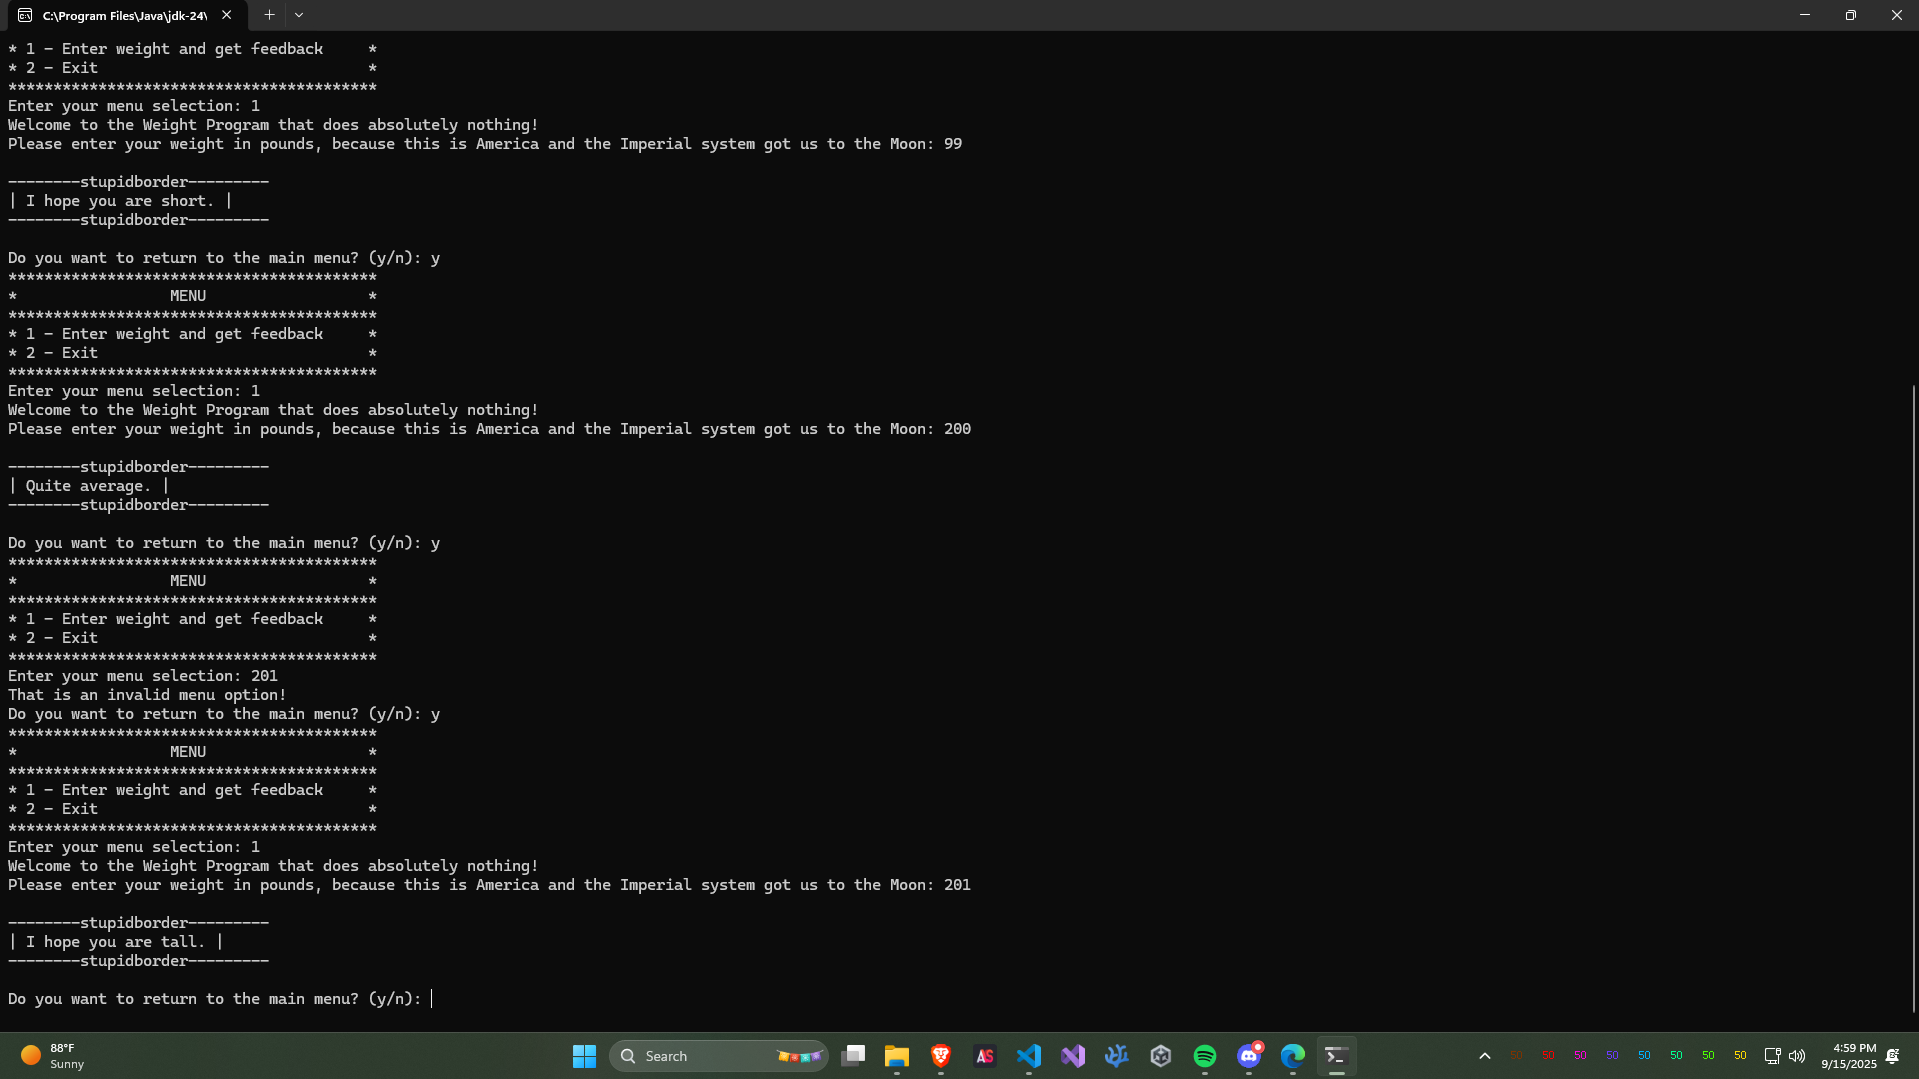 C:\Program Files\Java\jdk-24\
* 1 - Enter weight and get feedback     *
* 2 - Exit                              *
*****************************************
Enter your menu selection: 1
Welcome to the Weight Program that does absolutely nothing!
Please enter your weight in pounds, because this is America and the Imperial system got us to the Moon: 99
--------stupidborder---------
| I hope you are short. |
--------stupidborder---------
Do you want to return to the main menu? (y/n): y
*****************************************
*                 MENU                  *
*****************************************
* 1 - Enter weight and get feedback     *
* 2 - Exit                              *
*****************************************
Enter your menu selection: 1
Welcome to the Weight Program that does absolutely nothing!
Please enter your weight in pounds, because this is America and the Imperial system got us to the Moon: 200
--------stupidborder---------
| Quite average. |
--------stupidborder---------
Do you want to return to the main menu? (y/n): y
*****************************************
*                 MENU                  *
*****************************************
* 1 - Enter weight and get feedback     *
* 2 - Exit                              *
*****************************************
Enter your menu selection: 201
That is an invalid menu option!
Do you want to return to the main menu? (y/n): y
*****************************************
*                 MENU                  *
*****************************************
* 1 - Enter weight and get feedback     *
* 2 - Exit                              *
*****************************************
Enter your menu selection: 1
Welcome to the Weight Program that does absolutely nothing!
Please enter your weight in pounds, because this is America and the Imperial system got us to the Moon: 201
--------stupidborder---------
| I hope you are tall. |
--------stupidborder---------
Do you want to return to the main menu? (y/n):
88°F
Sunny
Search
AS
50 50 50 50 50 50 50 50
4:59 PM
9/15/2025